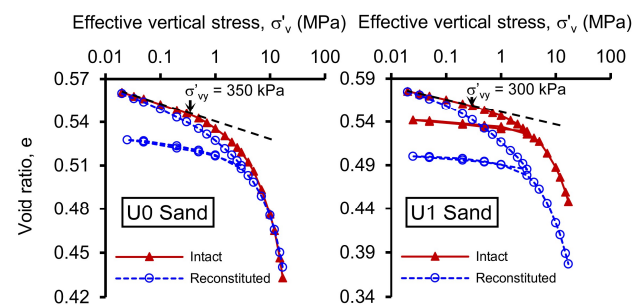 Effective vertical stress, σ'v (MPa)
0.01 0.1 1 10 100
0.57
0.54
0.51
0.48
0.45
0.42
Void ratio, e
σ'vy = 350 kPa
U0 Sand
Intact
Reconstituted
Effective vertical stress, σ'v (MPa)
0.01 0.1 1 10 100
0.59
0.54
0.49
0.44
0.39
0.34
σ'vy = 300 kPa
U1 Sand
Intact
Reconstituted